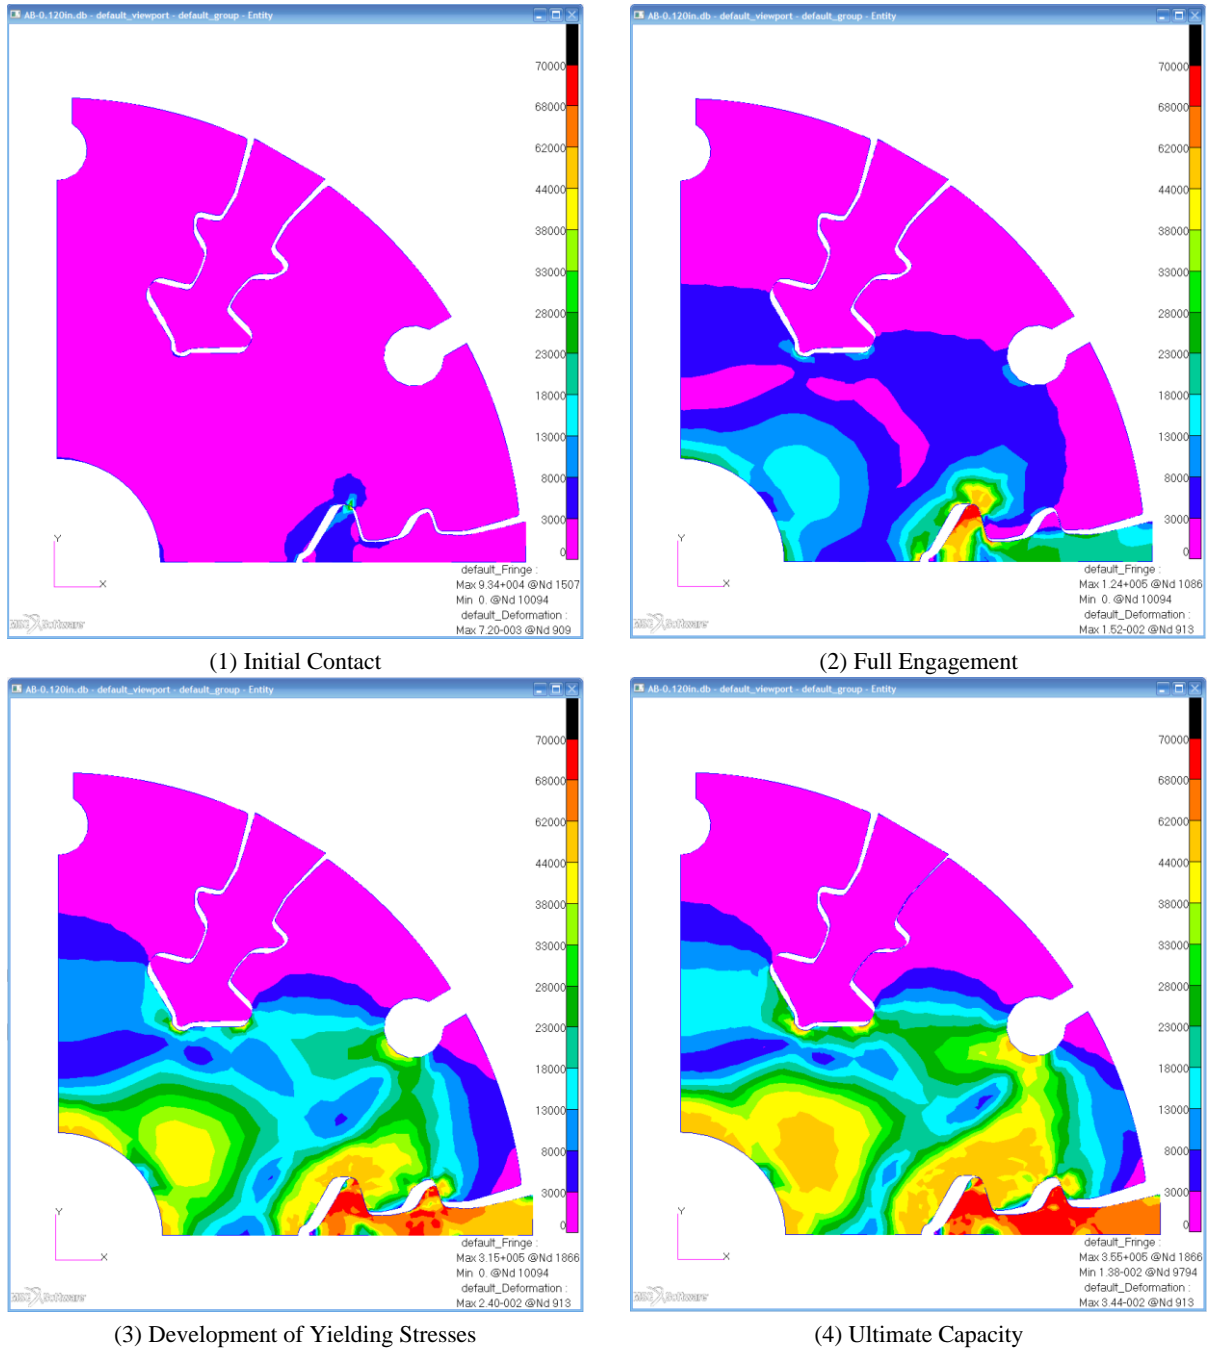 AB-0.120in.db - default_viewport - default_group - Entity
70000
68000
62000
44000
38000
33000
28000
23000
18000
13000
8000
3000
0
Y
X
default_Fringe :
Max 9.34+004 @Nd 1507
Min 0. @Nd 10094
default_Deformation :
Max 7.20-003 @Nd 909
(1) Initial Contact
AB-0.120in.db - default_viewport - default_group - Entity
70000
68000
62000
44000
38000
33000
28000
23000
18000
13000
8000
3000
0
Y
X
default_Fringe :
Max 1.24+005 @Nd 1086
Min 0. @Nd 10094
default_Deformation :
Max 1.52-002 @Nd 913
(2) Full Engagement
AB-0.120in.db - default_viewport - default_group - Entity
70000
68000
62000
44000
38000
33000
28000
23000
18000
13000
8000
3000
0
Y
X
default_Fringe :
Max 3.15+005 @Nd 1866
Min 0. @Nd 10094
default_Deformation :
Max 2.40-002 @Nd 913
(3) Development of Yielding Stresses
AB-0.120in.db - default_viewport - default_group - Entity
70000
68000
62000
44000
38000
33000
28000
23000
18000
13000
8000
3000
0
Y
X
default_Fringe :
Max 3.55+005 @Nd 1866
Min 1.38-002 @Nd 9794
default_Deformation :
Max 3.44-002 @Nd 913
(4) Ultimate Capacity